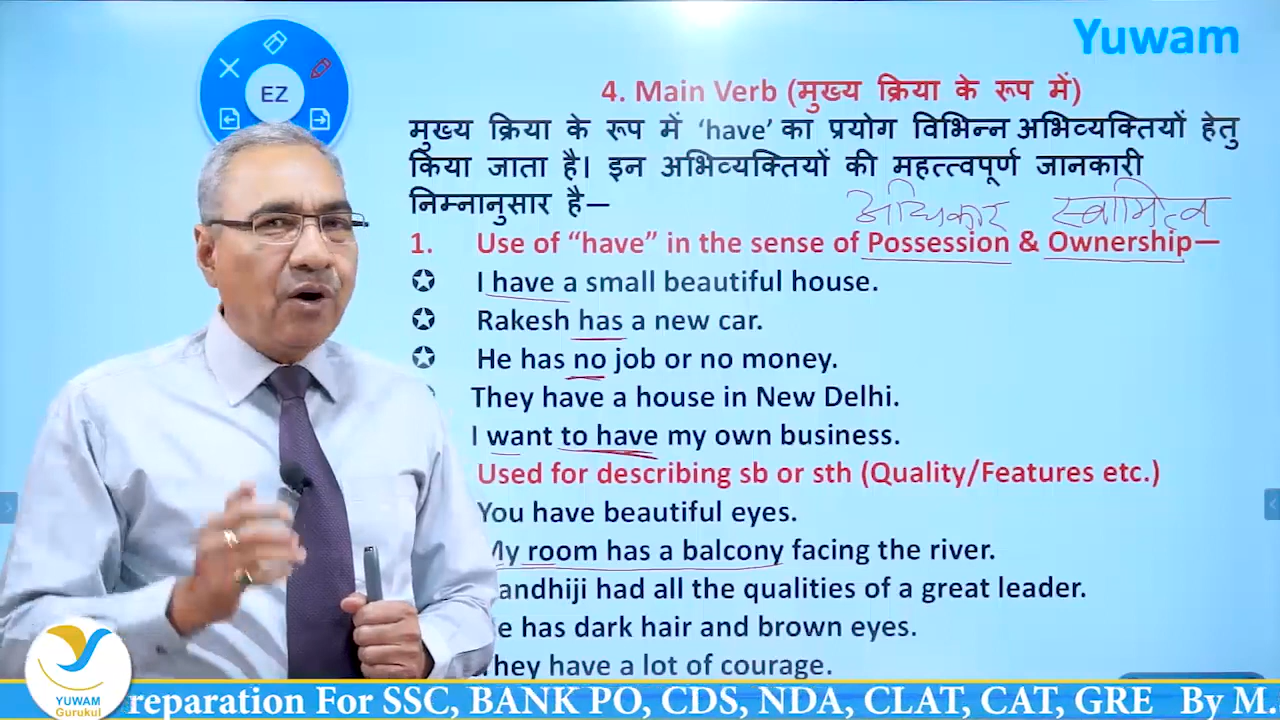 Yuwam
EZ
4. Main Verb (मुख्य क्रिया के रूप में)
मुख्य क्रिया के रूप में ‘have’ का प्रयोग विभिन्न अभिव्यक्तियों हेतु
किया जाता है। इन अभिव्यक्तियों की महत्त्वपूर्ण जानकारी
निम्नानुसार है—
अधिकार स्वामित्व
1. Use of “have” in the sense of Possession & Ownership—
I have a small beautiful house.
Rakesh has a new car.
He has no job or no money.
They have a house in New Delhi.
I want to have my own business.
Used for describing sb or sth (Quality/Features etc.)
You have beautiful eyes.
My room has a balcony facing the river.
andhiji had all the qualities of a great leader.
e has dark hair and brown eyes.
They have a lot of courage.
YUWAM
Gurukul
reparation For SSC, BANK PO, CDS, NDA, CLAT, CAT, GRE By M.